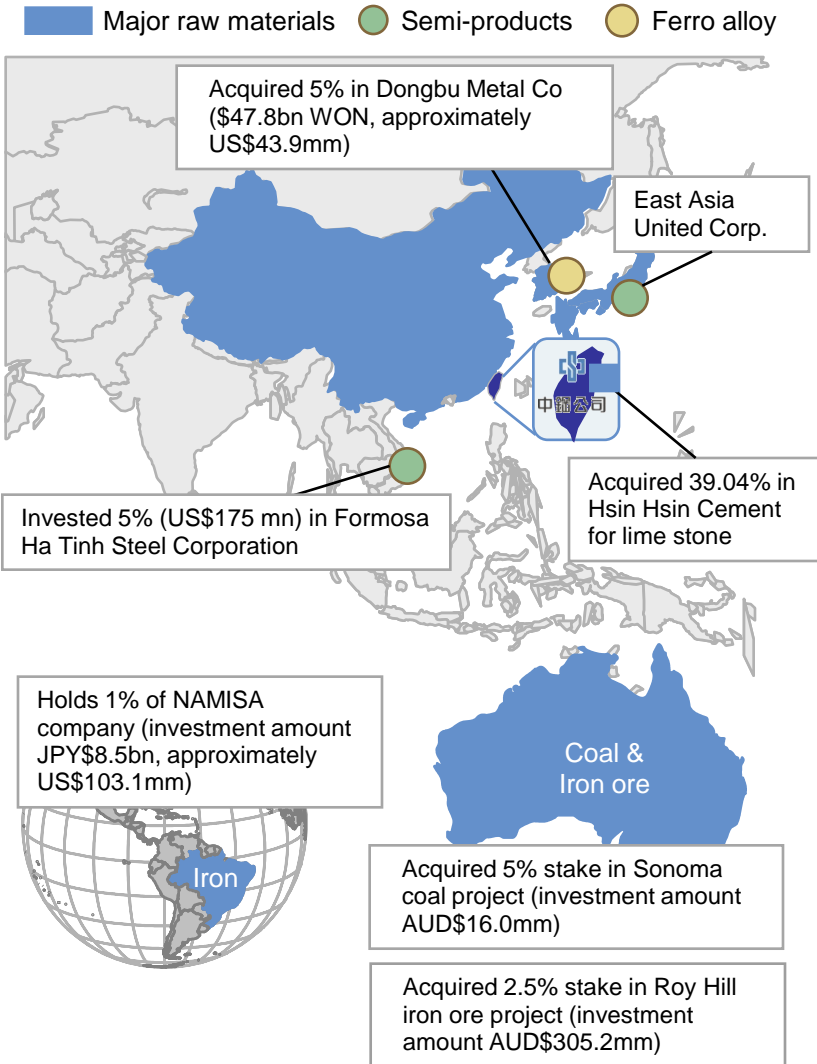 Major raw materials
Semi-products
Ferro alloy
Acquired 5% in Dongbu Metal Co
($47.8bn WON, approximately
US$43.9mm)
East Asia
United Corp.
中鋼公司
Acquired 39.04% in
Hsin Hsin Cement
for lime stone
Invested 5% (US$175 mn) in Formosa
Ha Tinh Steel Corporation
Holds 1% of NAMISA
company (investment amount
JPY$8.5bn, approximately
US$103.1mm)
Coal &
Iron ore
Iron
Acquired 5% stake in Sonoma
coal project (investment amount
AUD$16.0mm)
Acquired 2.5% stake in Roy Hill
iron ore project (investment
amount AUD$305.2mm)